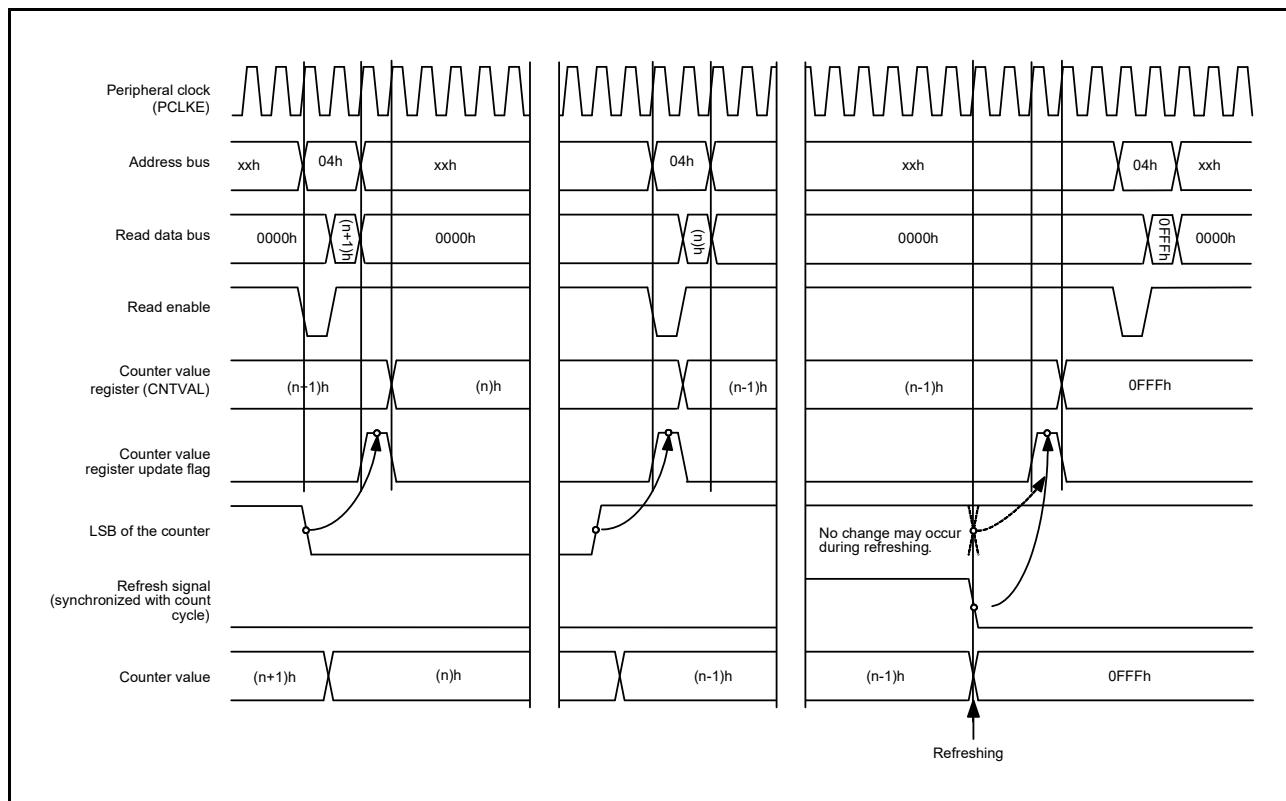 Peripheral clock
(PCLKE)
Address bus
xxh
04h
xxh
04h
xxh
04h
xxh
Read data bus
0000h
(n+1)h
0000h
(n)h
0000h
0FFFh
0000h
Read enable
Counter value
register (CNTVAL)
(n+1)h
(n)h
(n-1)h
(n-1)h
0FFFh
Counter value
register update flag
LSB of the counter
No change may occur
during refreshing.
Refresh signal
(synchronized with count
cycle)
Counter value
(n+1)h
(n)h
(n-1)h
(n-1)h
0FFFh
Refreshing